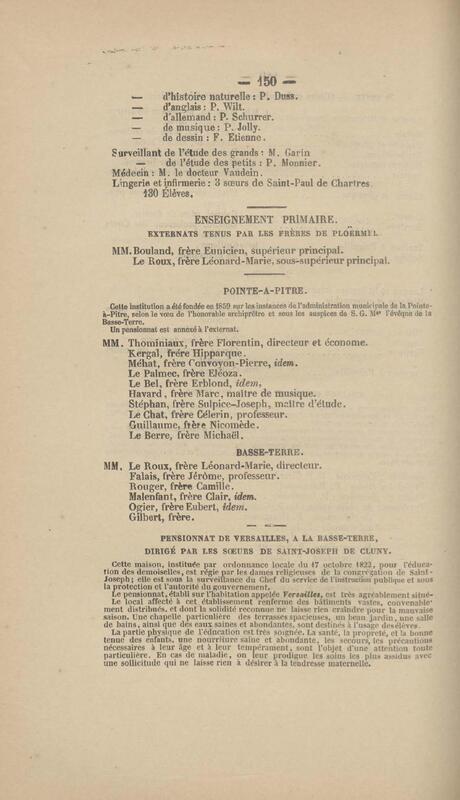 — 150 —
— d'histoire naturelle : P. Duss.
— d'anglais : P. Wilt.
— d'allemand : P. Schurrer.
— de musique : P. Jolly.
— de dessin : F. Etienne.
Surveillant de l'étude des grands : M. Garin
— de l'étude des petits : P. Monnier.
Médecin : M. le docteur Vaudein.
Lingerie et infirmerie : 3 sœurs de Saint-Paul de Chartres
130 Élèves.
ENSEIGNEMENT PRIMAIRE.
EXTERNATS TENUS PAR LES FRÈRES DE PLOËRMEL
MM. Bouland, frère Eunicien, supérieur principal.
Le Roux, frère Léonard-Marie, sous-supérieur principal.
POINTE-A-PITRE.
Cette institution a été fondée en 1859 sur les instances de l'administration municipale de la Pointe-
à-Pitre, selon le vœu de l'honorable archiprêtre et sous les auspices de S. G. Mgr l'évêque de la
Basse-Terre.
Un pensionnat est annexé à l'externat.
MM. Thominiaux, frère Florentin, directeur et économe.
Kergal, frère Hipparque.
Méhat, frère Convoyon-Pierre, idem.
Le Palmec, frère Eléoza.
Le Bel, frère Erblond, idem.
Havard, frère Marc, maître de musique.
Stéphan, frère Sulpice-Joseph, maître d'étude.
Le Chat, frère Célerin, professeur.
Guillaume, frère Nicomède.
Le Berre, frère Michaël.
BASSE-TERRE.
MM. Le Roux, frère Léonard-Marie, directeur.
Falais, frère Jérôme, professeur.
Rouger, frère Camille.
Malenfant, frère Clair, idem.
Ogier, frère Eubert, idem.
Gilbert, frère.
PENSIONNAT DE VERSAILLES, A LA BASSE-TERRE,
DIRIGÉ PAR LES SŒURS DE SAINT-JOSEPH DE CLUNY.
Cette maison, instituée par ordonnance locale du 17 octobre 1822, pour l'éduca-
tion des demoiselles, est régie par les dames religieuses de la congrégation de Saint-
Joseph; elle est sous la surveillance du Chef du service de l'instruction publique et sous
la protection et l'autorité du gouvernement.
Le pensionnat, établi sur l'habitation appelée Versailles, est très agréablement situé-
Le local affecté à cet établissement renferme des bâtiments vastes, convenable-
ment distribués, et dont la solidité reconnue ne laisse rien craindre pour la mauvaise
saison. Une chapelle particulière des terrasses spacieuses, un beau jardin, une salle
de bains, ainsi que des eaux saines et abondantes, sont destinés à l'usage des élèves.
La partie physique de l'éducation est très soignée. La santé, la propreté, et la bonne
tenue des enfants, une nourriture saine et abondante, les secours, les précautions
nécessaires à leur âge et à leur tempérament, sont l'objet d'une attention toute
particulière. En cas de maladie, on leur prodigue les soins les plus assidus avec
une sollicitude qui ne laisse rien à désirer à la tendresse maternelle.